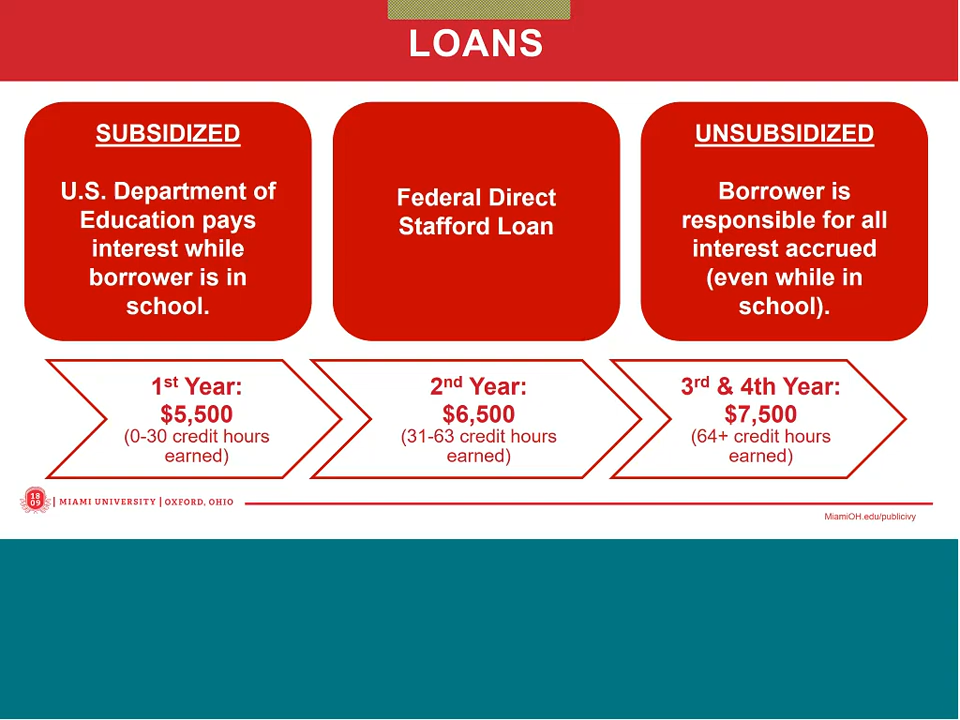 LOANS
SUBSIDIZED
U.S. Department of
Education pays
interest while
borrower is in
school.
Federal Direct
Stafford Loan
UNSUBSIDIZED
Borrower is
responsible for all
interest accrued
(even while in
school).
1st Year:
$5,500
(0-30 credit hours
earned)
2nd Year:
$6,500
(31-63 credit hours
earned)
3rd & 4th Year:
$7,500
(64+ credit hours
earned)
18
09
MIAMI UNIVERSITY | OXFORD, OHIO
MiamiOH.edu/publicivy